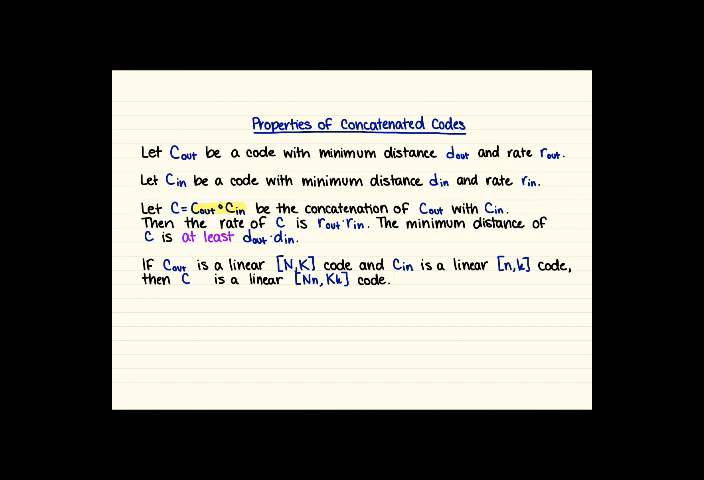 Properties of Concatenated Codes
Let Cout be a code with minimum distance dout and rate rout.
Let Cin be a code with minimum distance din and rate rin.
Let C=Cout∘Cin be the concatenation of Cout with Cin.
Then the rate of C is rout·rin. The minimum distance of
C is at least dout·din.
If Cout is a linear [N,K] code and Cin is a linear [n,k] code,
then C is a linear [Nn, Kk] code.